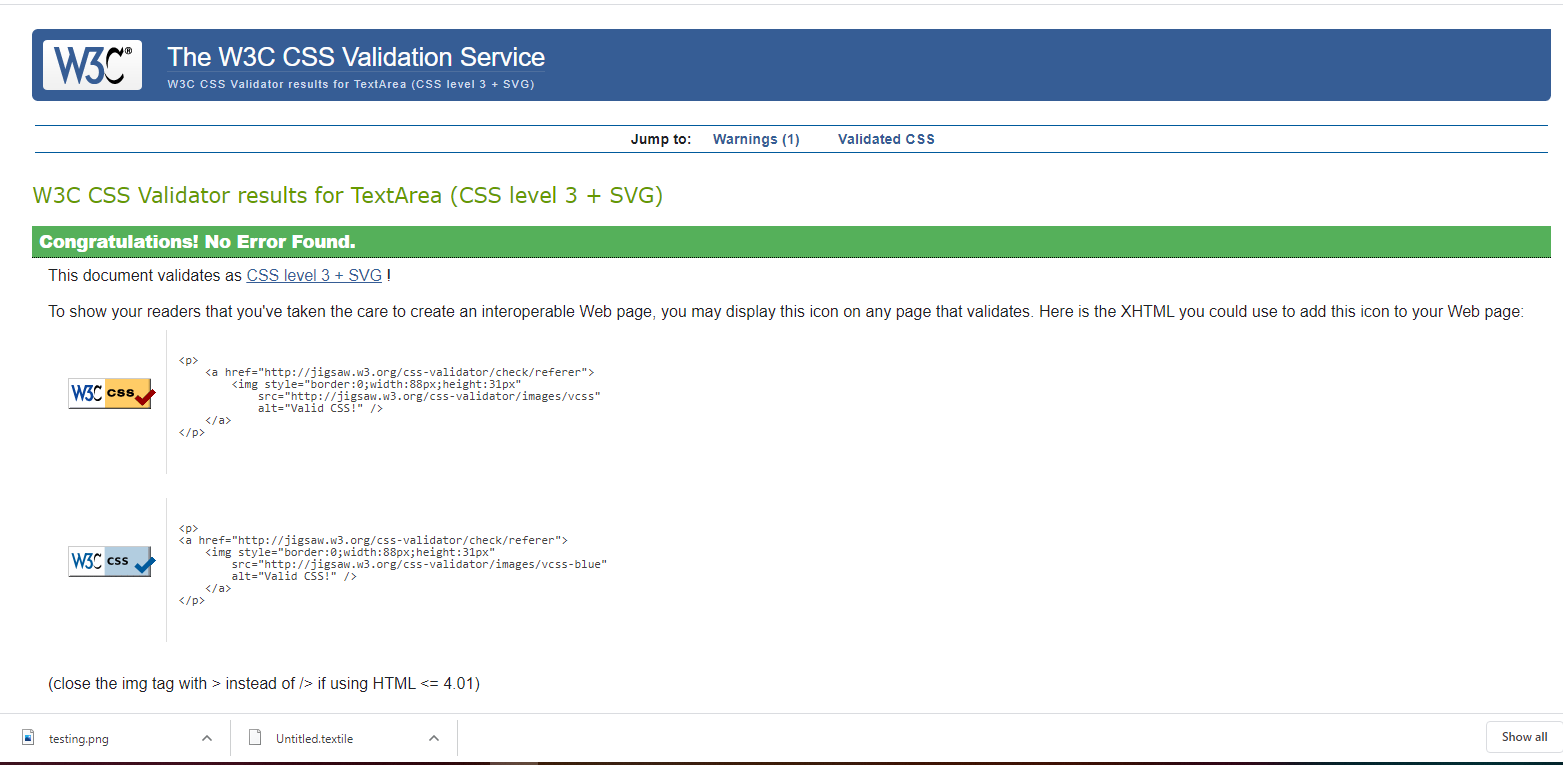 W3C®
The W3C CSS Validation Service
W3C CSS Validator results for TextArea (CSS level 3 + SVG)
Jump to: Warnings (1) Validated CSS
W3C CSS Validator results for TextArea (CSS level 3 + SVG)
Congratulations! No Error Found.
This document validates as CSS level 3 + SVG !
To show your readers that you've taken the care to create an interoperable Web page, you may display this icon on any page that validates. Here is the XHTML you could use to add this icon to your Web page:
W3C css
<p>
    <a href="http://jigsaw.w3.org/css-validator/check/referer">
        <img style="border:0;width:88px;height:31px"
            src="http://jigsaw.w3.org/css-validator/images/vcss"
            alt="Valid CSS!" />
    </a>
</p>
W3C css
<p>
<a href="http://jigsaw.w3.org/css-validator/check/referer">
    <img style="border:0;width:88px;height:31px"
        src="http://jigsaw.w3.org/css-validator/images/vcss-blue"
        alt="Valid CSS!" />
    </a>
</p>
(close the img tag with > instead of /> if using HTML <= 4.01)
testing.png Untitled.textile Show all